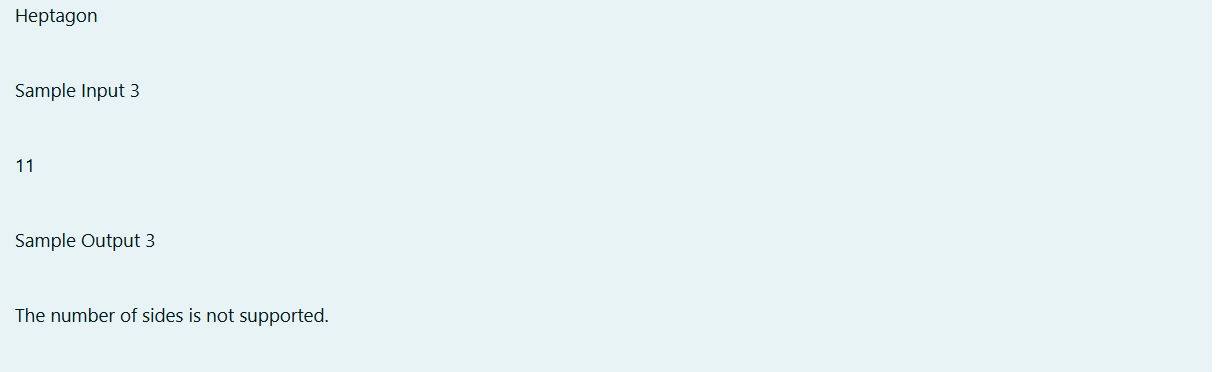 Heptagon
Sample Input 3
11
Sample Output 3
The number of sides is not supported.